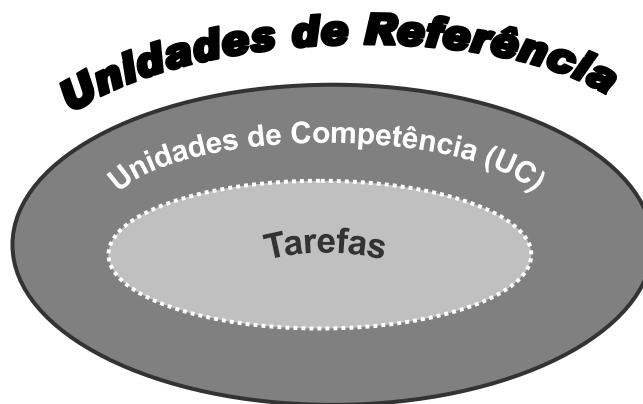 Unidades de Referência
Unidades de Competência (UC)
Tarefas